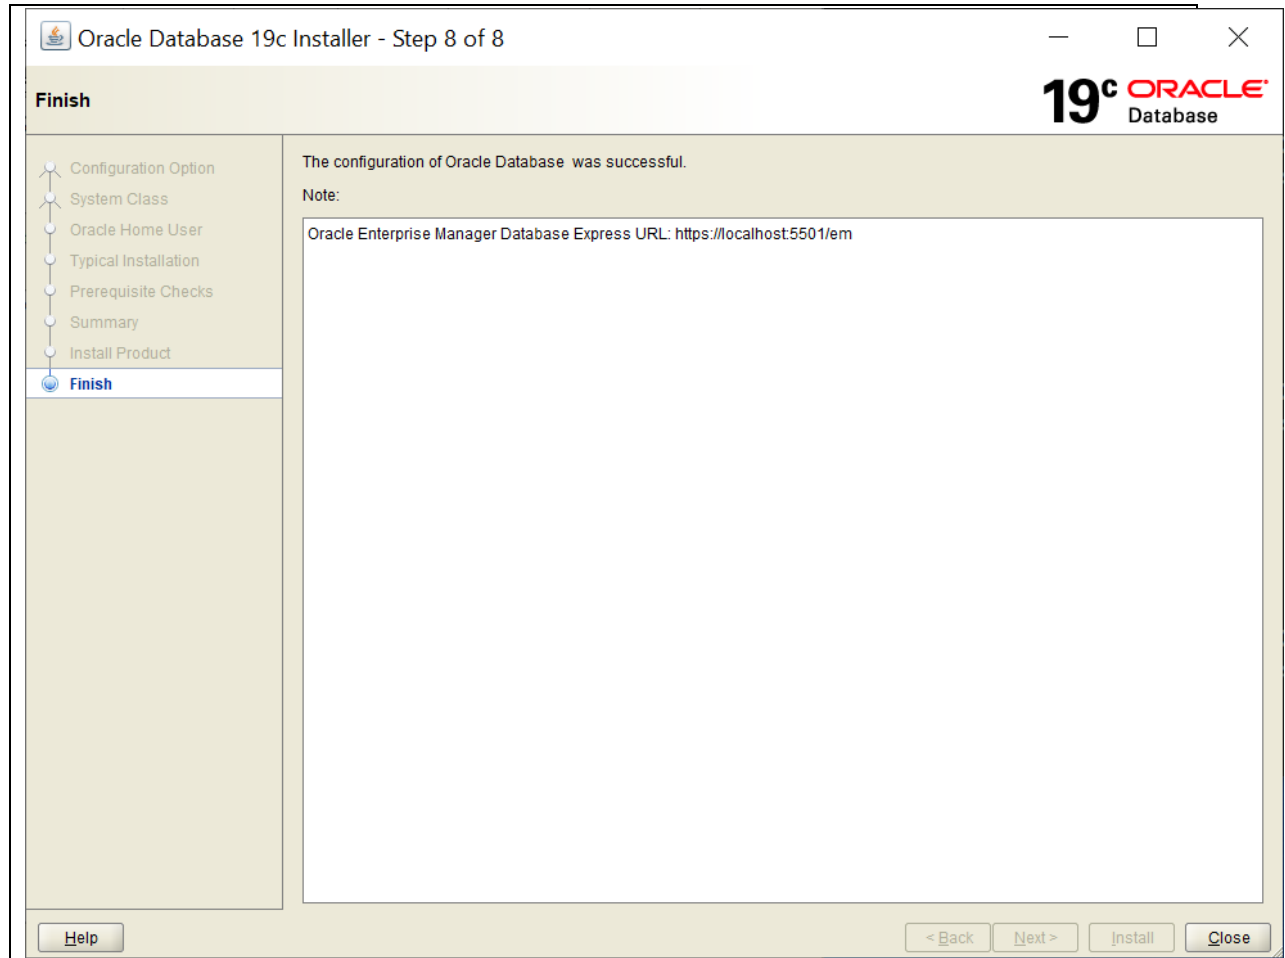 Oracle Database 19c Installer - Step 8 of 8
Finish
19c ORACLE
Database
Configuration Option
System Class
Oracle Home User
Typical Installation
Prerequisite Checks
Summary
Install Product
Finish
The configuration of Oracle Database  was successful.
Note:
Oracle Enterprise Manager Database Express URL: https://localhost:5501/em
Help
< Back
Next >
Install
Close